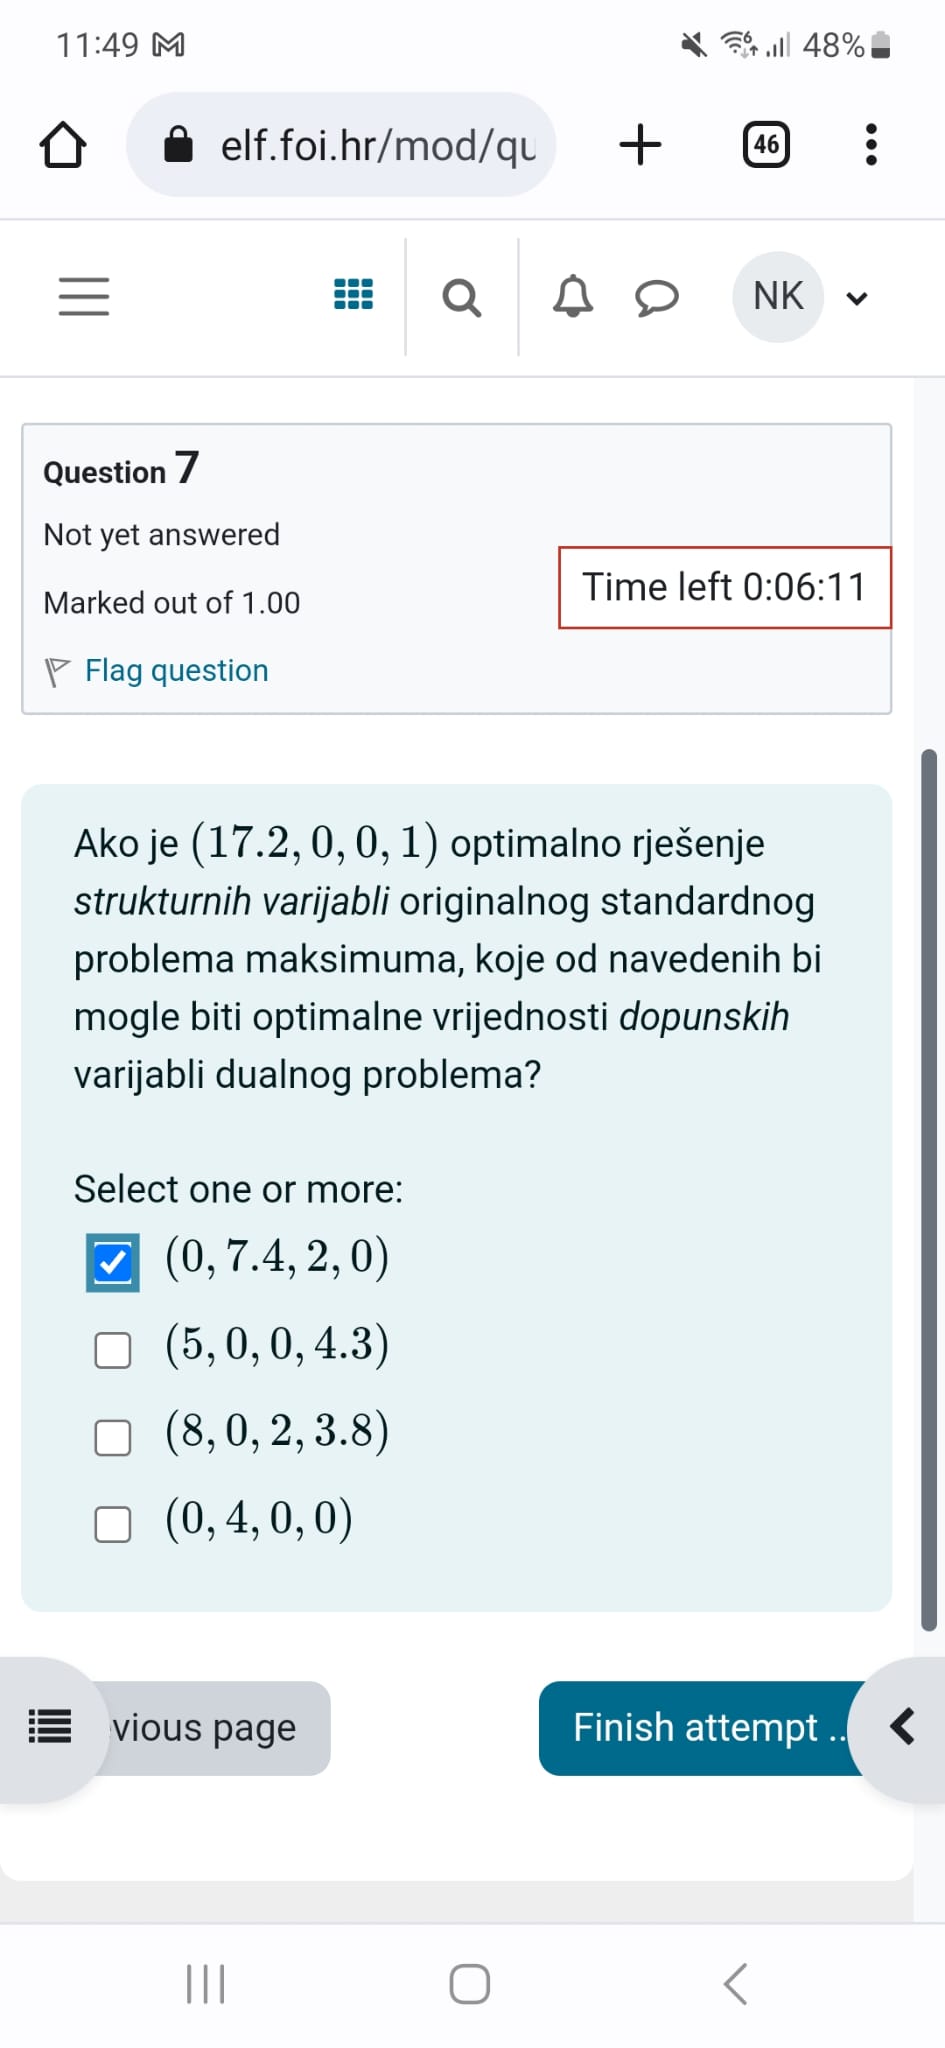 11:49
6 48%
elf.foi.hr/mod/qu
46
NK
Question 7
Not yet answered
Marked out of 1.00
Time left 0:06:11
Flag question
Ako je (17.2, 0, 0, 1) optimalno rješenje
strukturnih varijabli originalnog standardnog
problema maksimuma, koje od navedenih bi
mogle biti optimalne vrijednosti dopunskih
varijabli dualnog problema?
Select one or more:
(0, 7.4, 2, 0)
(5, 0, 0, 4.3)
(8, 0, 2, 3.8)
(0, 4, 0, 0)
vious page
Finish attempt ..